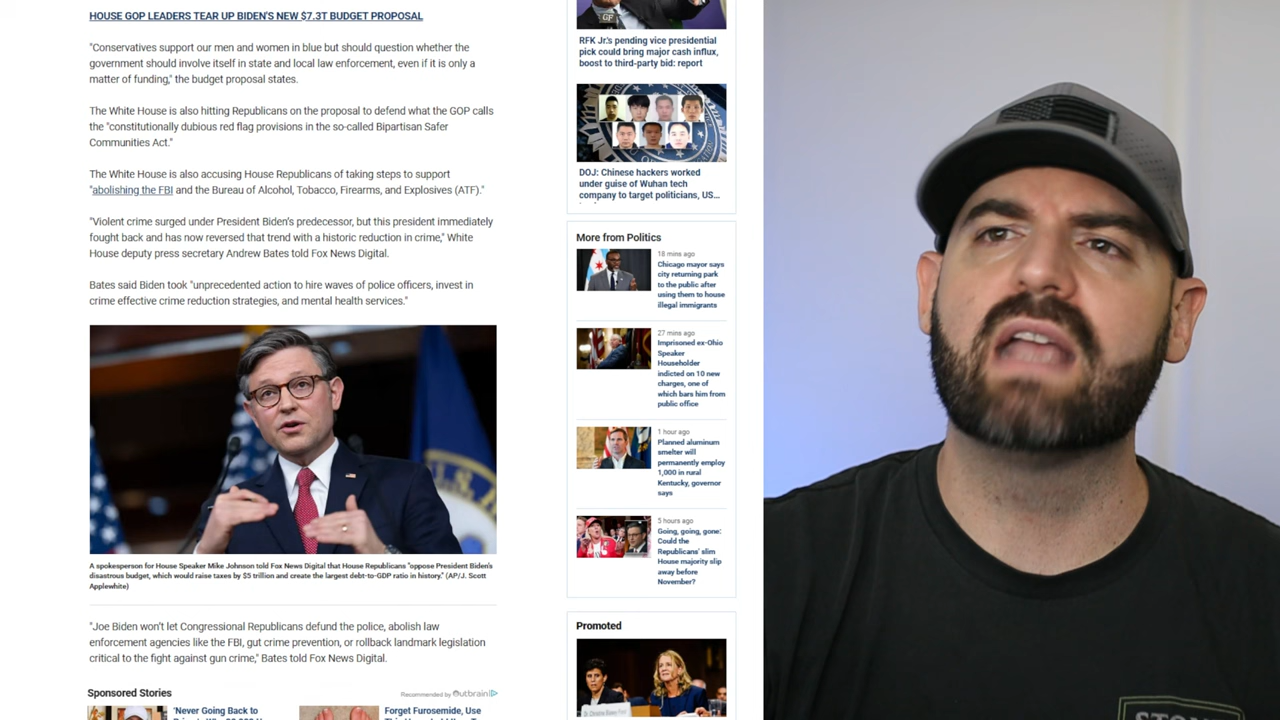 HOUSE GOP LEADERS TEAR UP BIDEN'S NEW $7.3T BUDGET PROPOSAL
"Conservatives support our men and women in blue but should question whether the
government should involve itself in state and local law enforcement, even if it is only a
matter of funding," the budget proposal states.
The White House is also hitting Republicans on the proposal to defend what the GOP calls
the "constitutionally dubious red flag provisions in the so-called Bipartisan Safer
Communities Act."
The White House is also accusing House Republicans of taking steps to support
"abolishing the FBI and the Bureau of Alcohol, Tobacco, Firearms, and Explosives (ATF)."
"Violent crime surged under President Biden's predecessor, but this president immediately
fought back and has now reversed that trend with a historic reduction in crime," White
House deputy press secretary Andrew Bates told Fox News Digital.
Bates said Biden took "unprecedented action to hire waves of police officers, invest in
crime effective crime reduction strategies, and mental health services."
A spokesperson for House Speaker Mike Johnson told Fox News Digital that House Republicans "oppose President Biden's
disastrous budget, which would raise taxes by $5 trillion and create the largest debt-to-GDP ratio in history." (AP/J. Scott
Applewhite)
"Joe Biden won't let Congressional Republicans defund the police, abolish law
enforcement agencies like the FBI, gut crime prevention, or rollback landmark legislation
critical to the fight against gun crime," Bates told Fox News Digital.
Sponsored Stories
Recommended by Outbrain
'Never Going Back to
Forget Furosemide, Use
GF
RFK Jr.'s pending vice presidential
pick could bring major cash influx,
boost to third-party bid: report
DOJ: Chinese hackers worked
under guise of Wuhan tech
company to target politicians, US...
More from Politics
18 mins ago
Chicago mayor says
city returning park
to the public after
using them to house
illegal immigrants
27 mins ago
Imprisoned ex-Ohio
Speaker
Householder
indicted on 10 new
charges, one of
which bars him from
public office
1 hour ago
Planned aluminum
smelter will
permanently employ
1,000 in rural
Kentucky, governor
says
5 hours ago
Going, going, gone:
Could the
Republicans' slim
House majority slip
away before
November?
Promoted